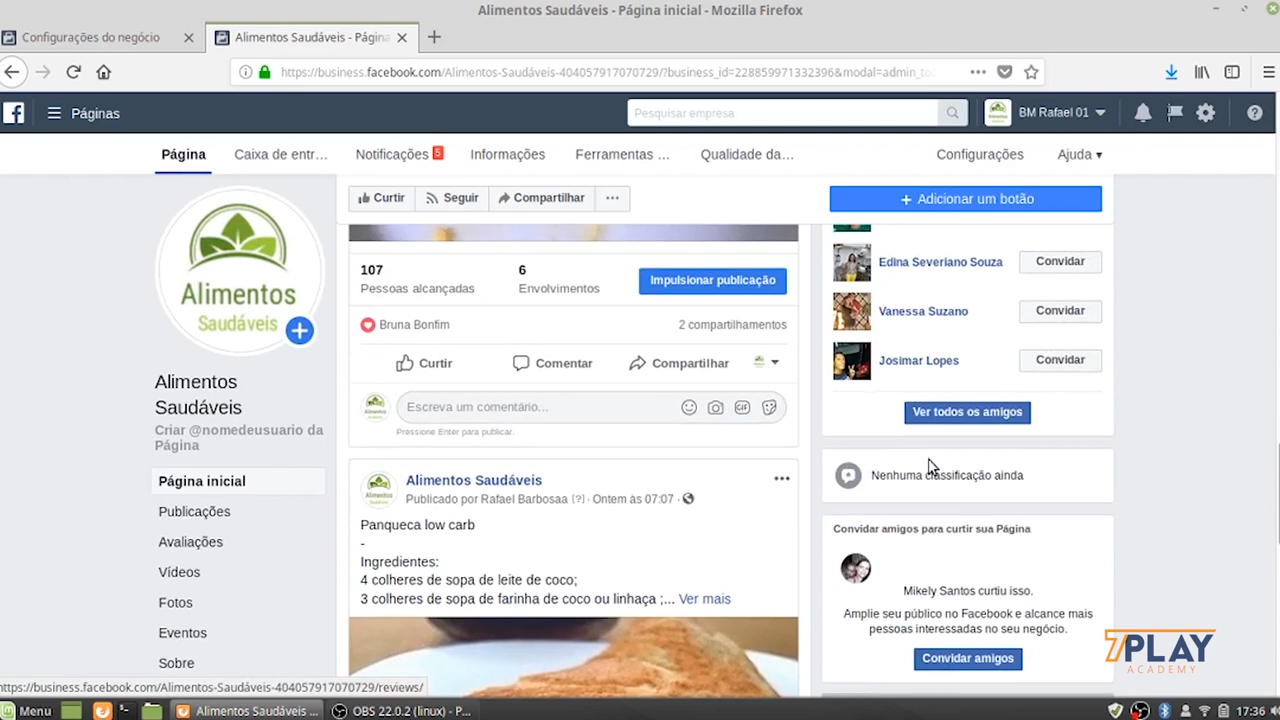 Alimentos Saudáveis - Página inicial - Mozilla Firefox
Configurações do negócio
Alimentos Saudáveis - Págin
https://business.facebook.com/Alimentos-Saudáveis-404057917070729/?business_id=228859971332396&modal=admin_to
Páginas
Pesquisar empresa
BM Rafael 01
Página
Caixa de entr...
Notificações 5
Informações
Ferramentas ...
Qualidade da...
Configurações
Ajuda
Curtir
Seguir
Compartilhar
+ Adicionar um botão
Alimentos
Saudáveis
Alimentos
Saudáveis
Criar @nomedeusuario da
Página
Página inicial
Publicações
Avaliações
Vídeos
Fotos
Eventos
Sobre
107
Pessoas alcançadas
6
Envolvimentos
Impulsionar publicação
Bruna Bonfim
2 compartilhamentos
Curtir
Comentar
Compartilhar
Escreva um comentário...
GIF
Pressione Enter para publicar.
Alimentos Saudáveis
Publicado por Rafael Barbosaa [?] · Ontem às 07:07 ·
Panqueca low carb
-
Ingredientes:
4 colheres de sopa de leite de coco;
3 colheres de sopa de farinha de coco ou linhaça ;... Ver mais
Edina Severiano Souza
Convidar
Vanessa Suzano
Convidar
Josimar Lopes
Convidar
Ver todos os amigos
Nenhuma classificação ainda
Convidar amigos para curtir sua Página
Mikely Santos curtiu isso.
Amplie seu público no Facebook e alcance mais
pessoas interessadas no seu negócio.
Convidar amigos
7PLAY
ACADEMY
https://business.facebook.com/Alimentos-Saudáveis-404057917070729/reviews/
Menu
Alimentos Saudáveis ...
OBS 22.0.2 (linux) - P...
17:36